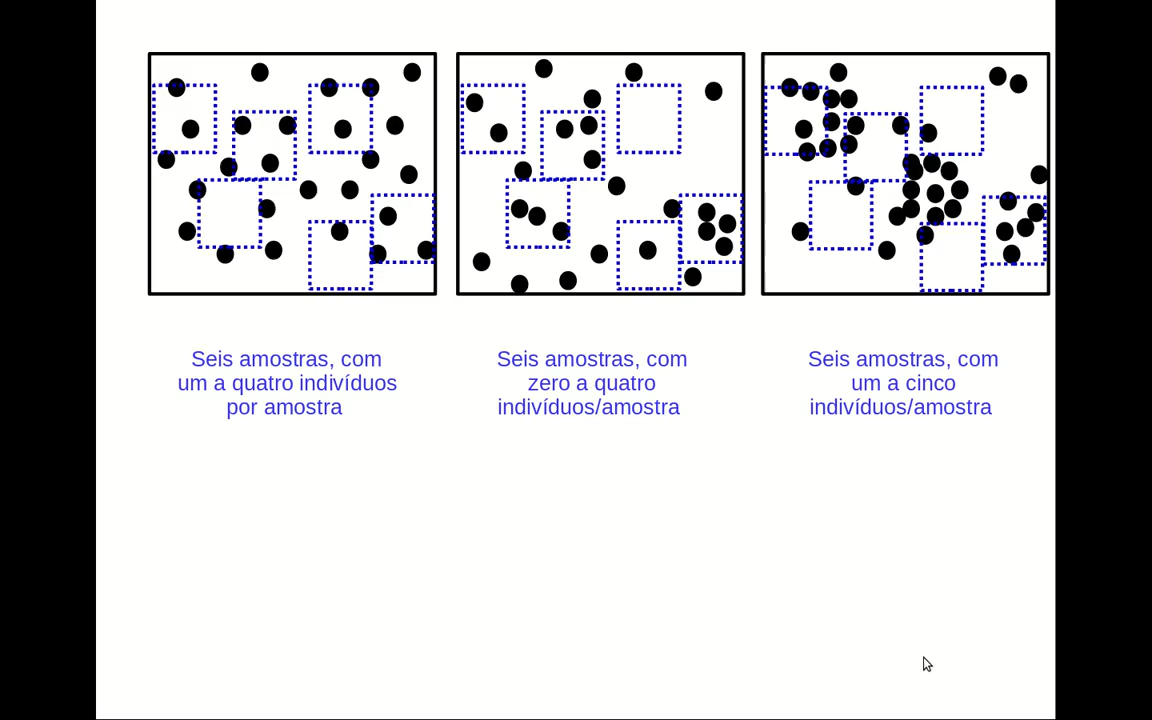 Seis amostras, com
um a quatro indivíduos
por amostra
Seis amostras, com
zero a quatro
indivíduos/amostra
Seis amostras, com
um a cinco
indivíduos/amostra